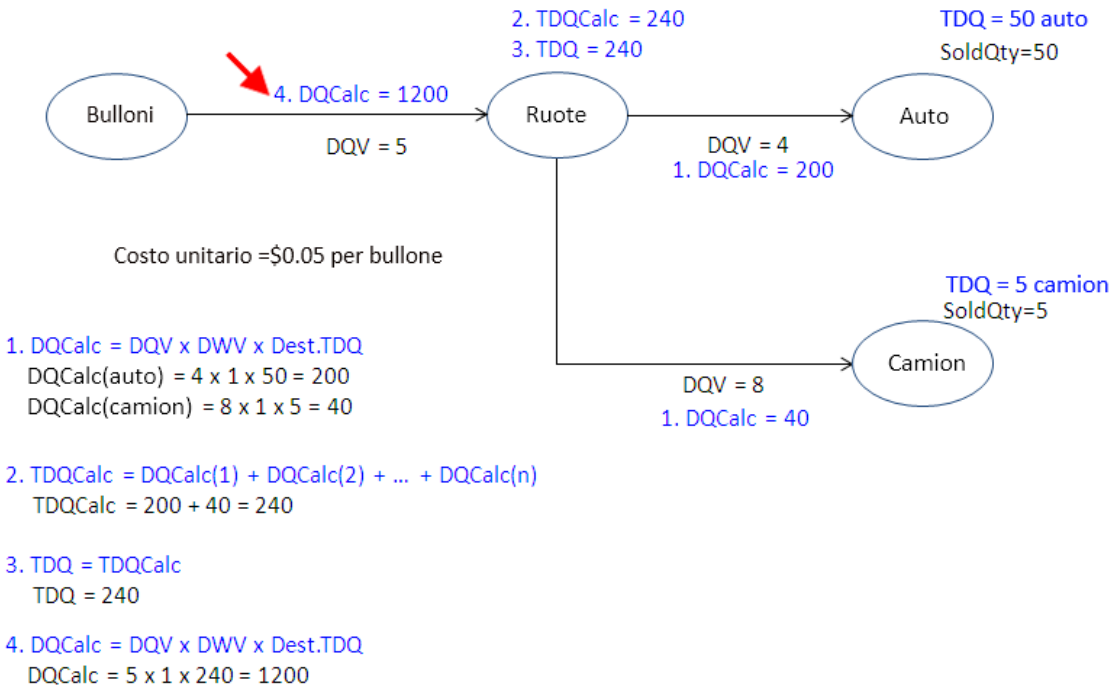 2. TDQCalc = 240
3. TDQ = 240
TDQ = 50 auto
SoldQty=50
Bulloni
4. DQCalc = 1200
DQV = 5
Ruote
DQV = 4
1. DQCalc = 200
Auto
Costo unitario =$0.05 per bullone
TDQ = 5 camion
SoldQty=5
Camion
DQV = 8
1. DQCalc = 40
1. DQCalc = DQV x DWV x Dest.TDQ
DQCalc(auto) = 4 x 1 x 50 = 200
DQCalc(camion) = 8 x 1 x 5 = 40
2. TDQCalc = DQCalc(1) + DQCalc(2) + ... + DQCalc(n)
TDQCalc = 200 + 40 = 240
3. TDQ = TDQCalc
TDQ = 240
4. DQCalc = DQV x DWV x Dest.TDQ
DQCalc = 5 x 1 x 240 = 1200